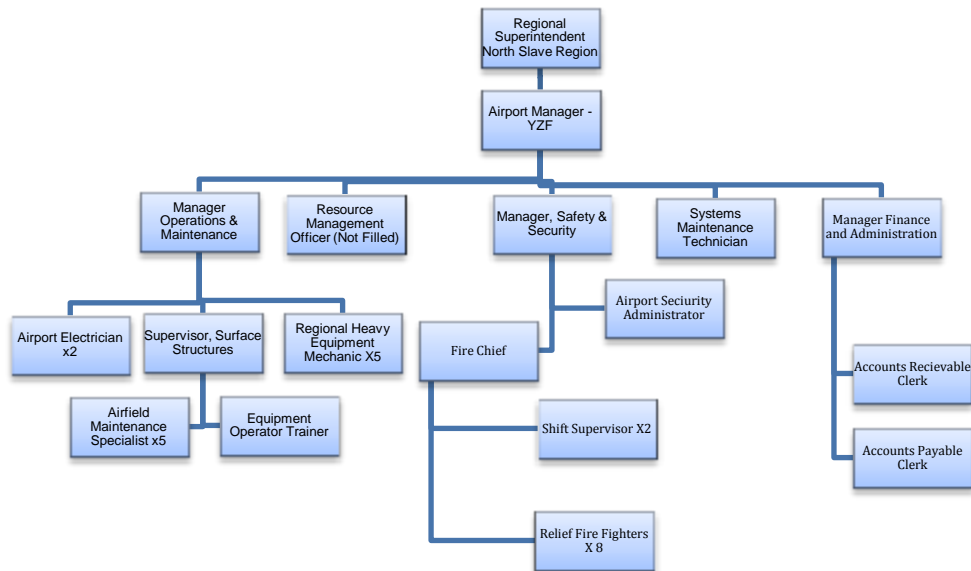 Regional
Superintendent
North Slave Region
Airport Manager -
YZF
Manager
Operations &
Maintenance
Resource
Management
Officer (Not Filled)
Manager, Safety &
Security
Systems
Maintenance
Technician
Manager Finance
and Administration
Airport Electrician
x2
Supervisor, Surface
Structures
Regional Heavy
Equipment
Mechanic X5
Airport Seciurity
Administrator
Fire Chief
Airfield
Maintenance
Specialist x5
Equipment
Operator Trainer
Shift Supervisor X2
Relief Fire Fighters
X 8
Accounts Recievable
Clerk
Accounts Payable
Clerk